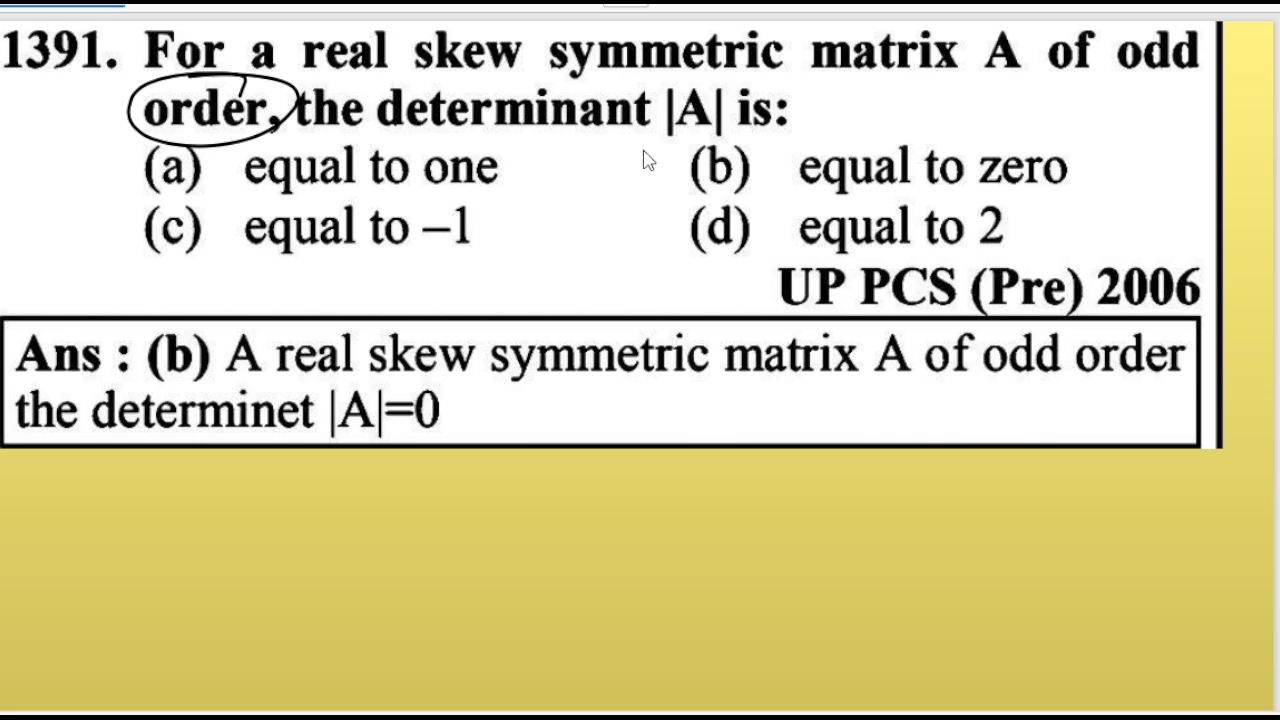 1391. For a real skew symmetric matrix A of odd
order, the determinant |A| is:
(a) equal to one (b) equal to zero
(c) equal to –1 (d) equal to 2
UP PCS (Pre) 2006
Ans : (b) A real skew symmetric matrix A of odd order
the determinet |A|=0